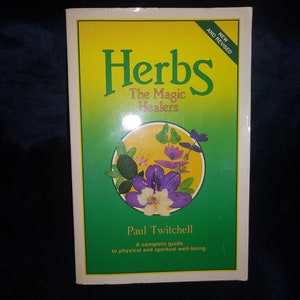 NEW
AND REVISED
Herbs
The Magic
Healers
Paul Twitchell
A complete guide
to physical and spiritual well-being.